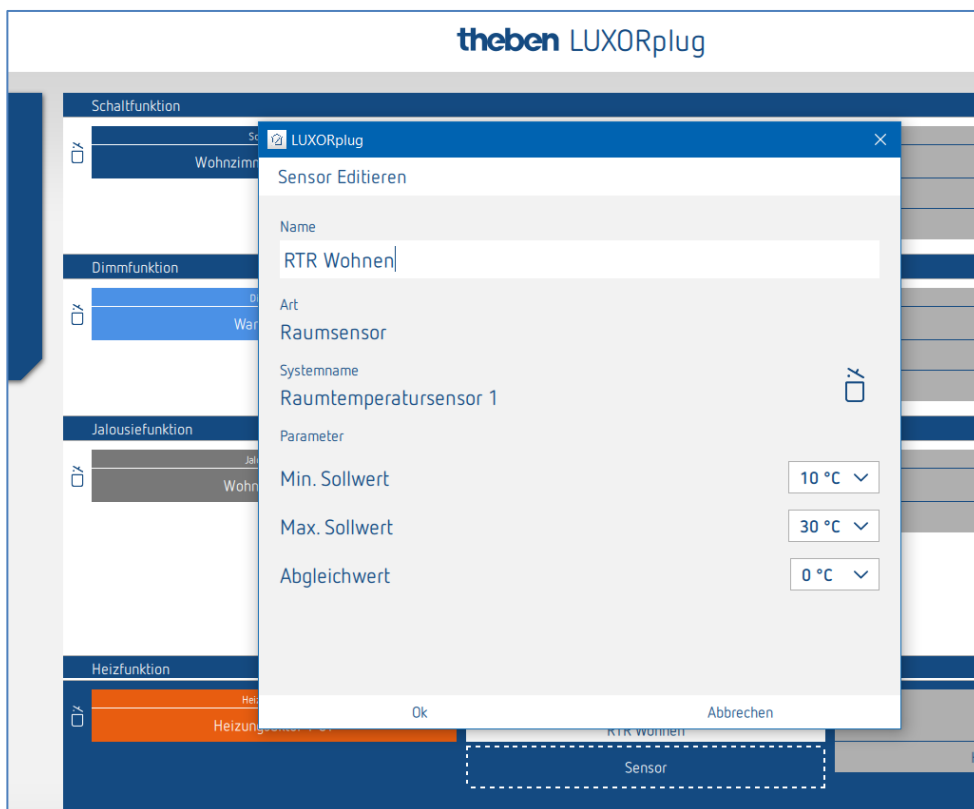 theben LUXORplug
Schaltfunktion
LUXORplug
Sensor Editieren
Name
RTR Wohnen
Art
Raumsensor
Systemname
Raumtemperatursensor 1
Parameter
Min. Sollwert 10 °C
Max. Sollwert 30 °C
Abgleichwert 0 °C
Ok Abbrechen
Dimmfunktion
Jalousiefunktion
Heizfunktion
RTR Wohnen
Sensor